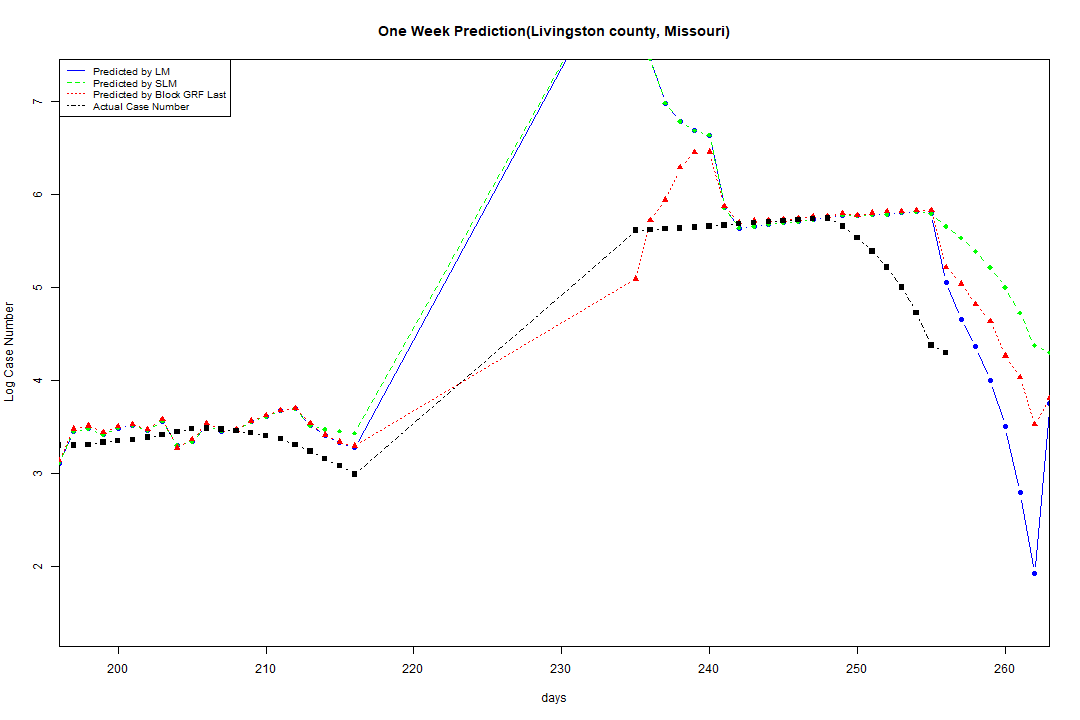 One Week Prediction(Livingston county, Missouri)
Predicted by LM
Predicted by SLM
Predicted by Block GRF Last
Actual Case Number
7
6
5
4
3
2
Log Case Number
200 210 220 230 240 250 260
days